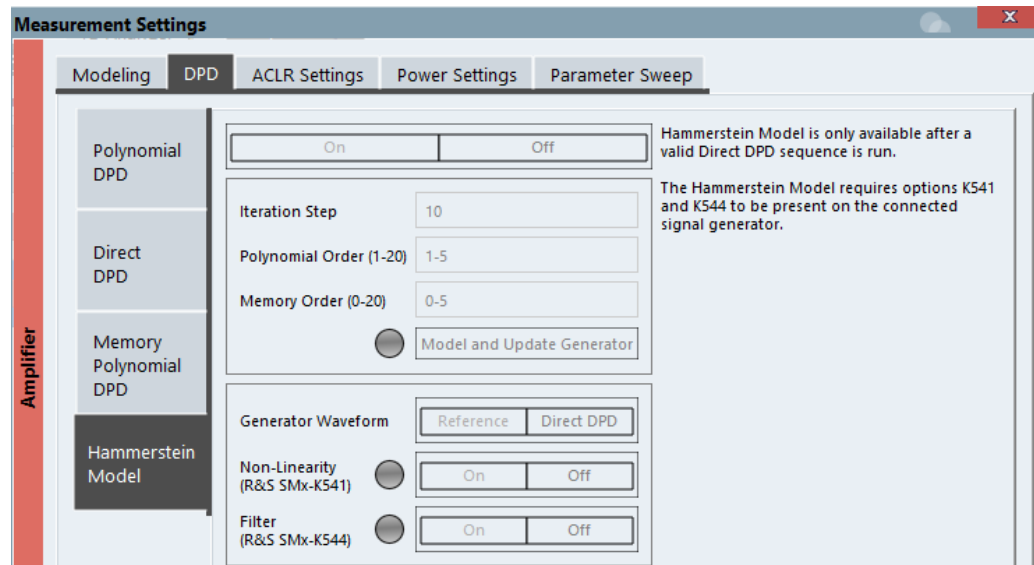 Measurement Settings
X
Modeling
DPD
ACLR Settings
Power Settings
Parameter Sweep
Amplifier
Polynomial
DPD
Direct
DPD
Memory
Polynomial
DPD
Hammerstein
Model
On Off
Iteration Step 10
Polynomial Order (1-20) 1-5
Memory Order (0-20) 0-5
Model and Update Generator
Generator Waveform Reference Direct DPD
Non-Linearity
(R&S SMx-K541)
On Off
Filter
(R&S SMx-K544)
On Off
Hammerstein Model is only available after a
valid Direct DPD sequence is run.
The Hammerstein Model requires options K541
and K544 to be present on the connected
signal generator.